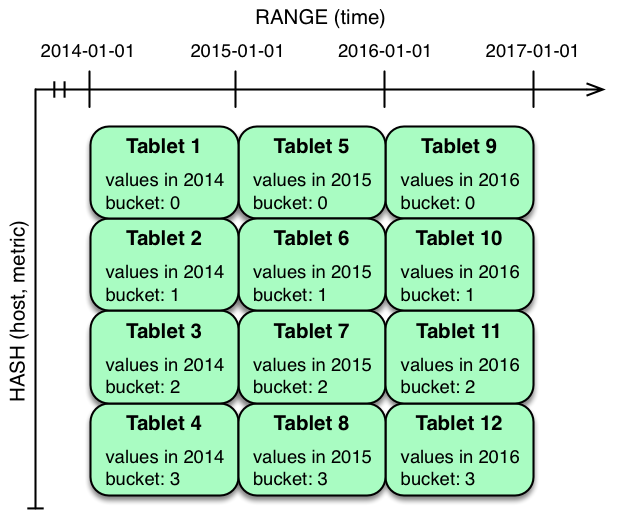 RANGE (time)
2014-01-01
2015-01-01
2016-01-01
2017-01-01
HASH (host, metric)
Tablet 1
values in 2014
bucket: 0
Tablet 5
values in 2015
bucket: 0
Tablet 9
values in 2016
bucket: 0
Tablet 2
values in 2014
bucket: 1
Tablet 6
values in 2015
bucket: 1
Tablet 10
values in 2016
bucket: 1
Tablet 3
values in 2014
bucket: 2
Tablet 7
values in 2015
bucket: 2
Tablet 11
values in 2016
bucket: 2
Tablet 4
values in 2014
bucket: 3
Tablet 8
values in 2015
bucket: 3
Tablet 12
values in 2016
bucket: 3